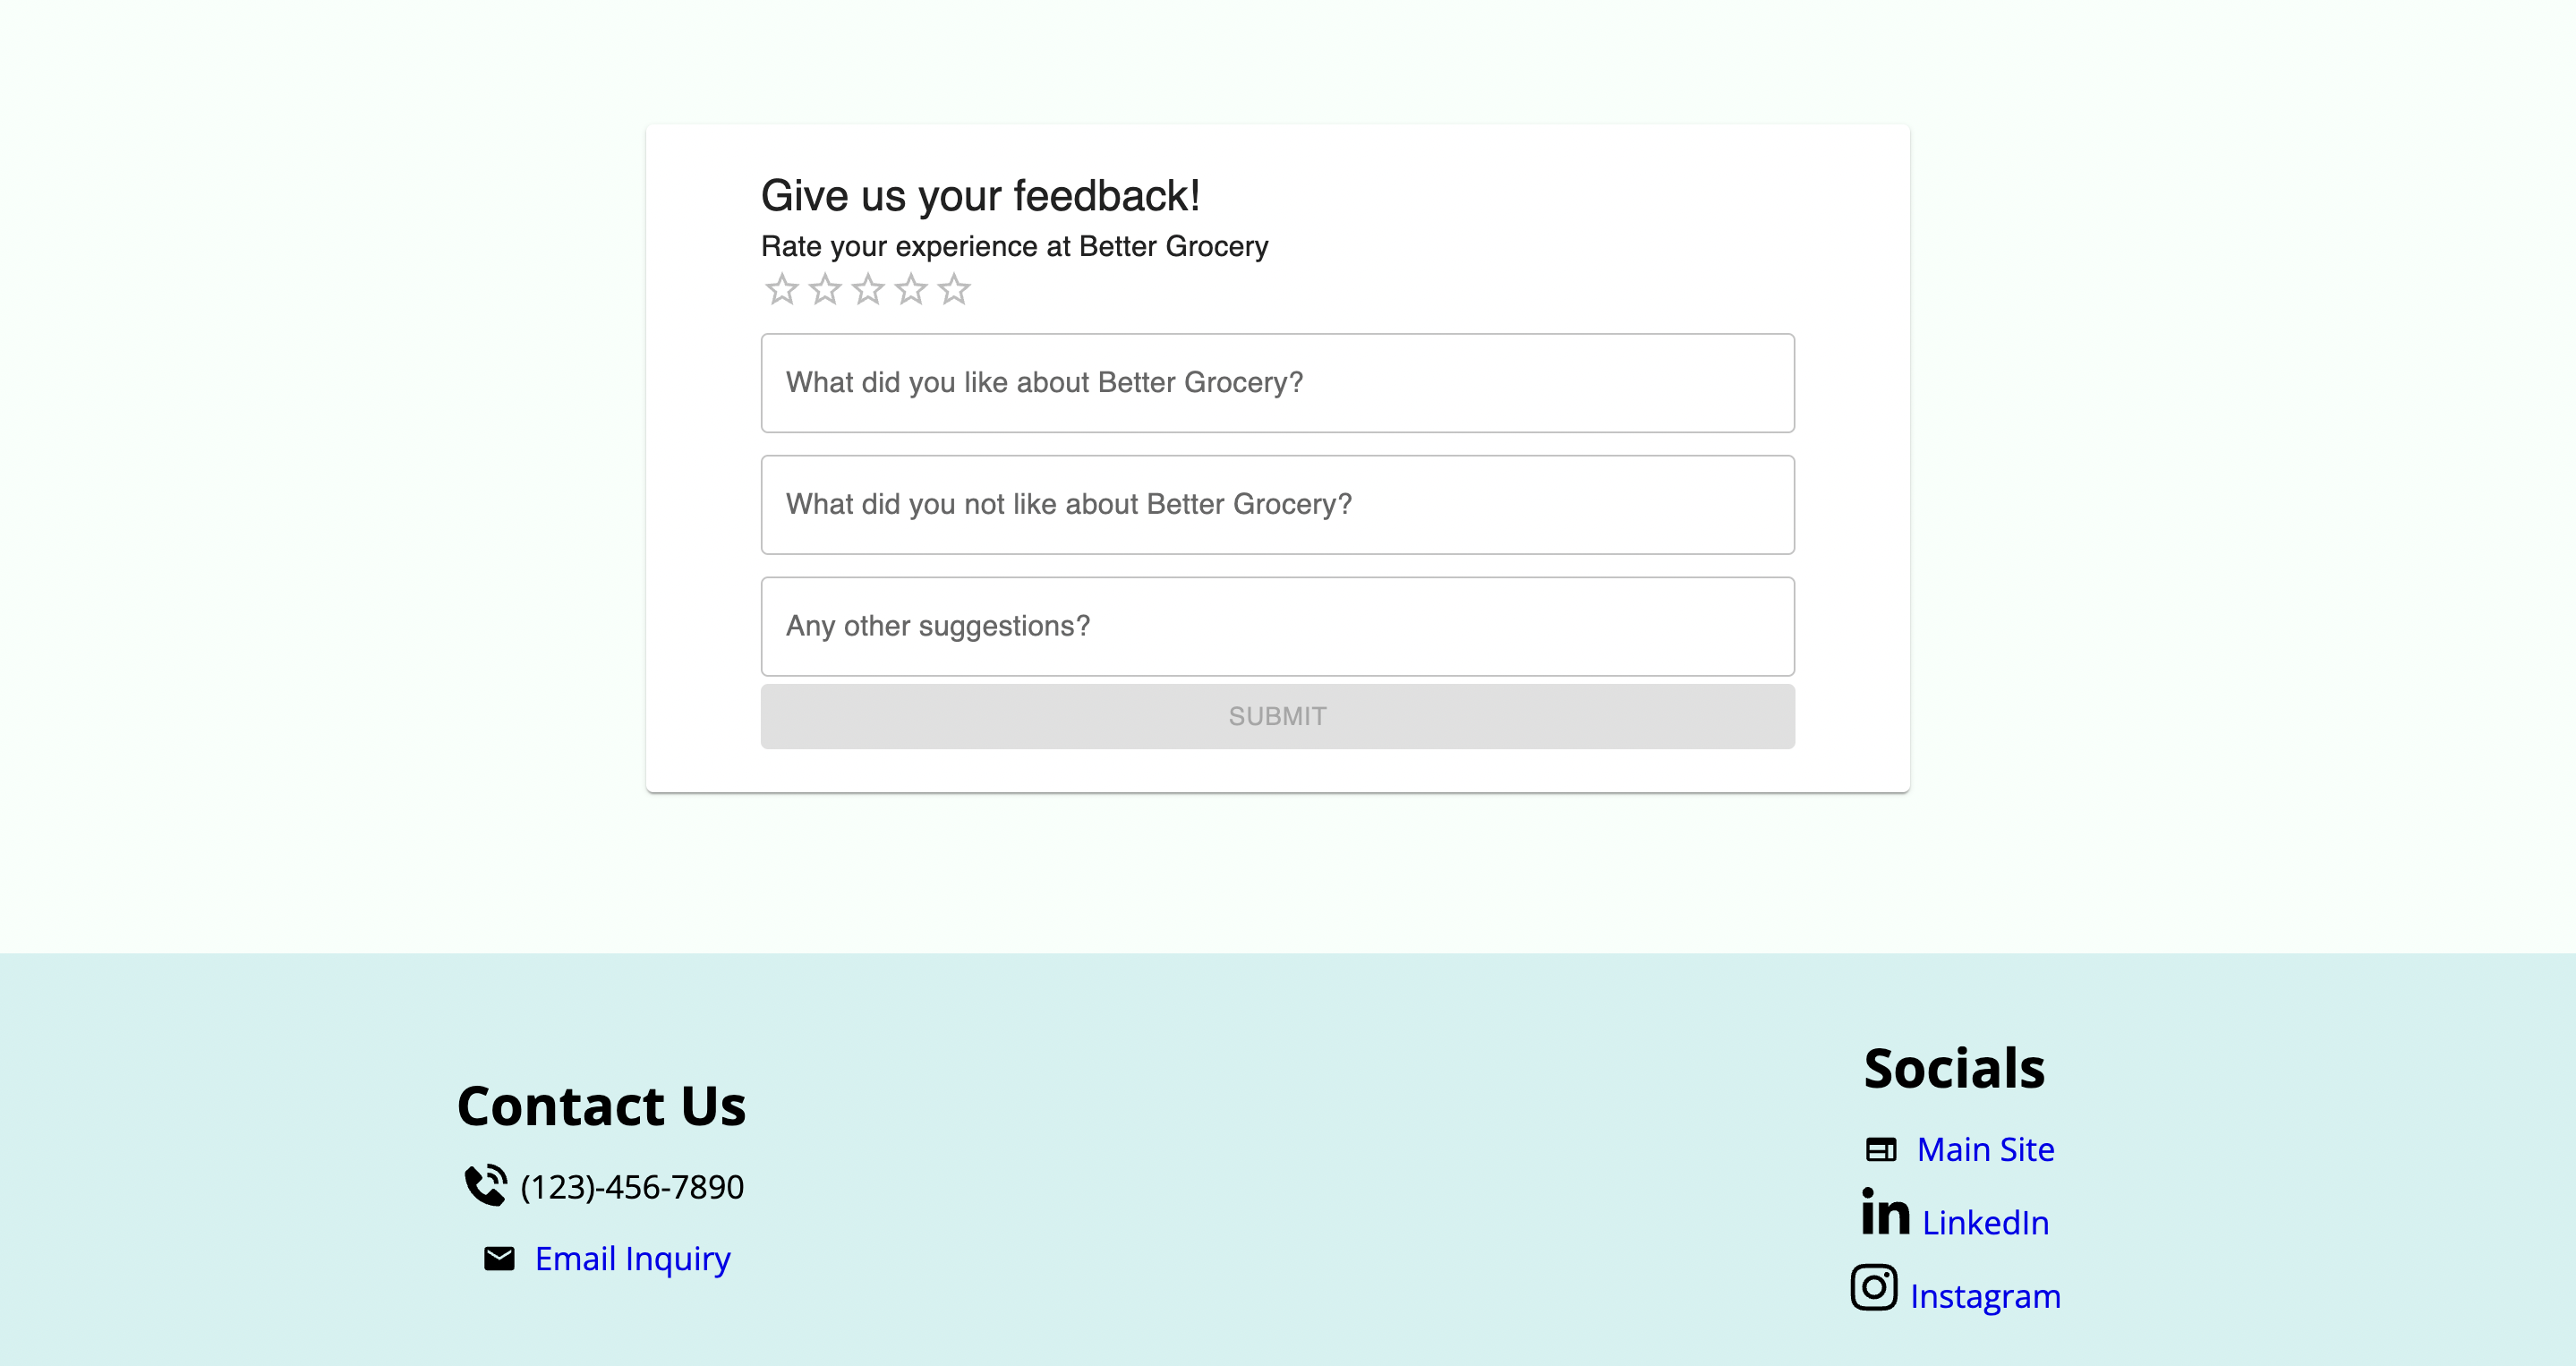 Give us your feedback!
Rate your experience at Better Grocery
What did you like about Better Grocery?
What did you not like about Better Grocery?
Any other suggestions?
SUBMIT
Contact Us
(123)-456-7890
Email Inquiry
Socials
Main Site
in LinkedIn
Instagram